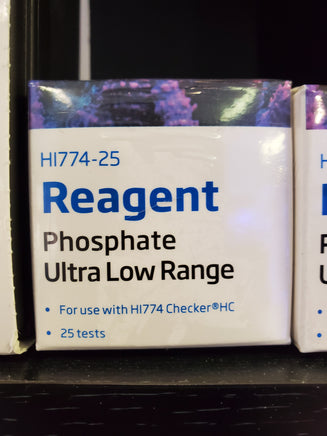 HI774-25
Reagent
Phosphate
Ultra Low Range
• For use with HI774 Checker®HC
• 25 tests